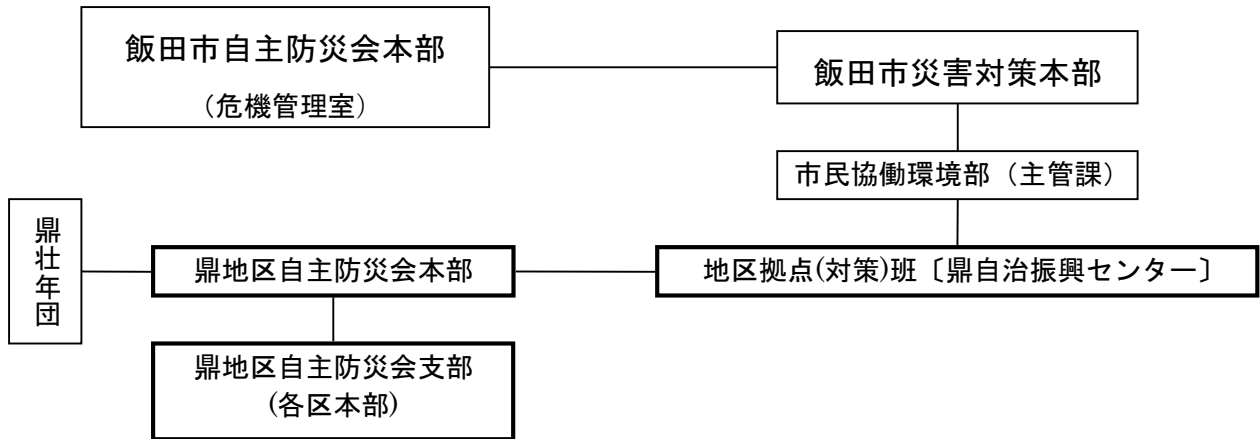 飯田市自主防災会本部
（危機管理室）
飯田市災害対策本部
市民協働環境部（主管課）
鼎壮年団
鼎地区自主防災会本部
地区拠点(対策)班〔鼎自治振興センター〕
鼎地区自主防災会支部
(各区本部)